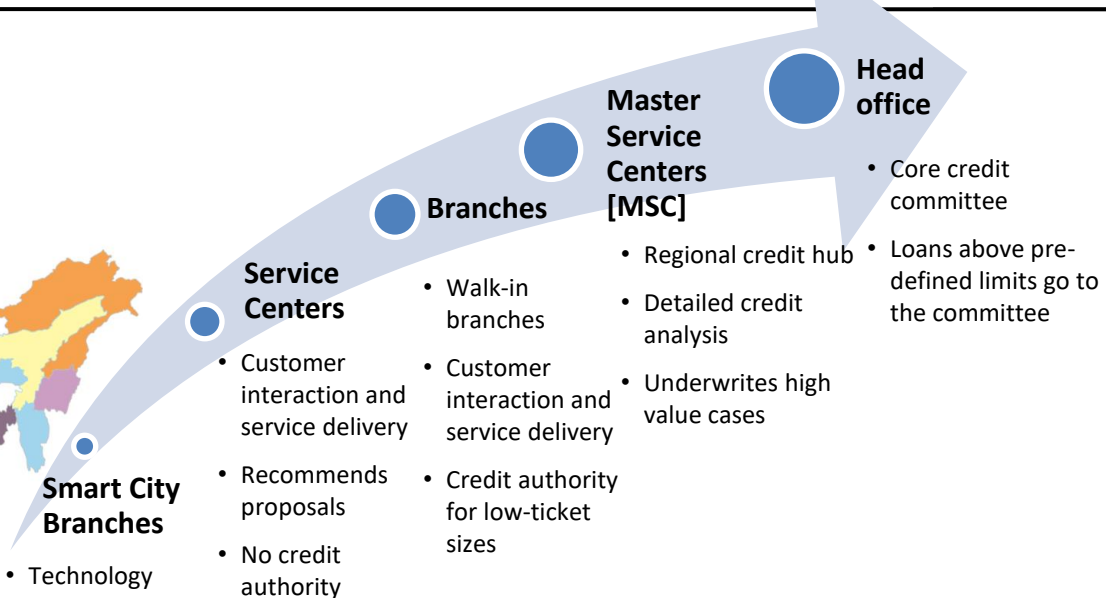 Head
office
• Core credit
committee
• Loans above pre-
defined limits go to
the committee
Master
Service
Centers
[MSC]
• Regional credit hub
• Detailed credit
analysis
• Underwrites high
value cases
Branches
• Walk-in
branches
• Customer
interaction and
service delivery
• Credit authority
for low-ticket
sizes
Service
Centers
• Customer
interaction and
service delivery
• Recommends
proposals
• No credit
authority
Smart City
Branches
• Technology